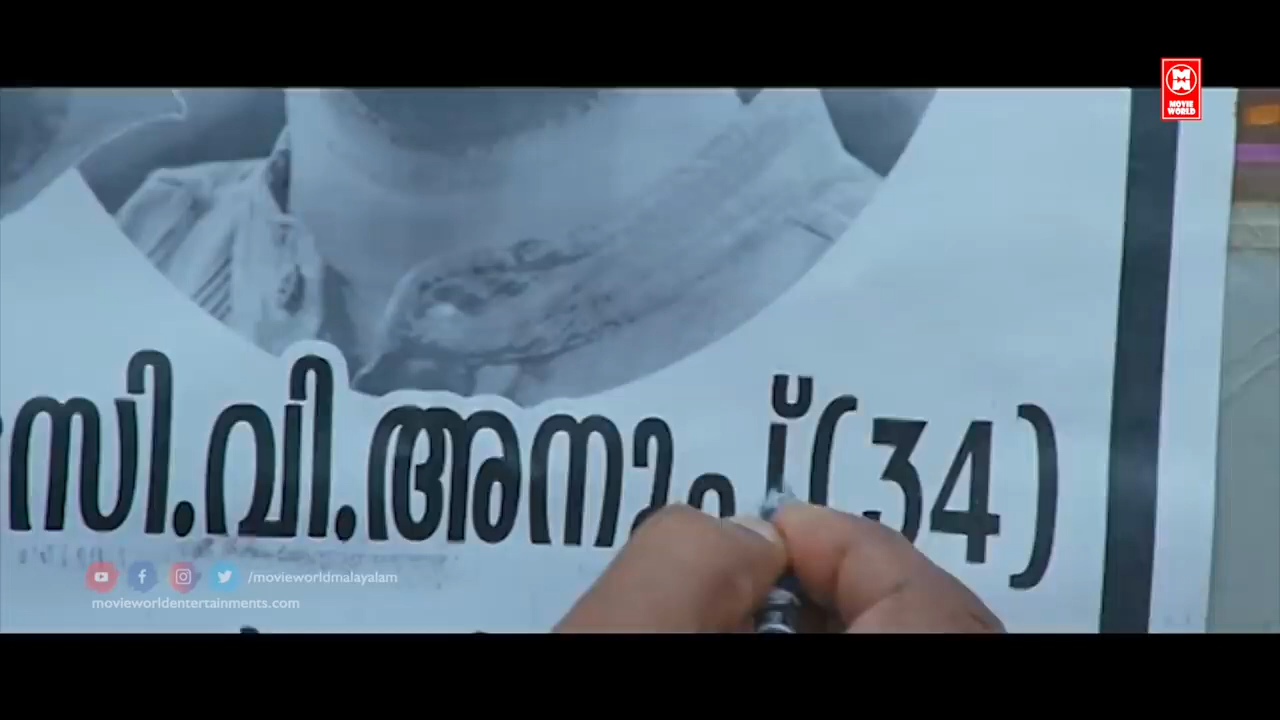 MOVIE
WORLD
സി.വി.അനൂപ് (34)
/movieworldmalayalam
movieworldentertainments.com